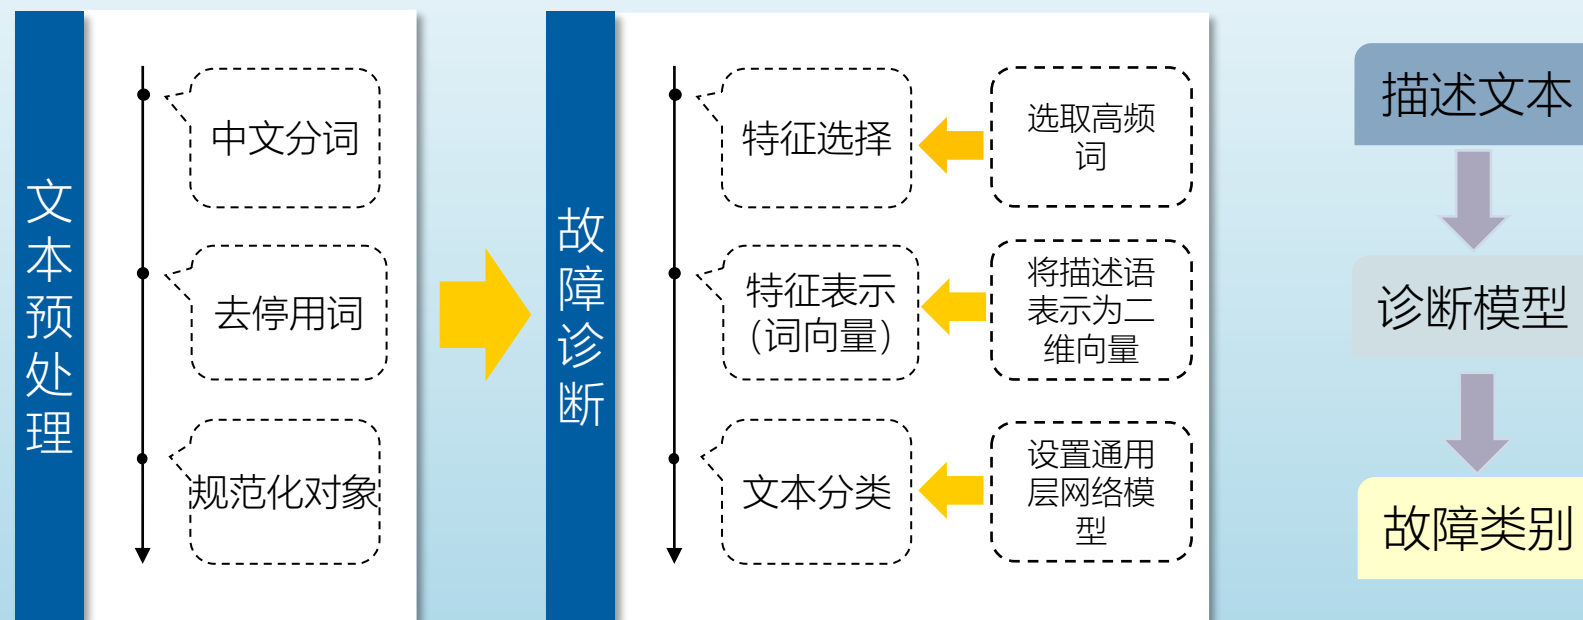 文本预处理
中文分词
去停用词
规范化对象
故障诊断
特征选择
选取高频
词
特征表示
（词向量）
将描述语
表示为二
维向量
文本分类
设置通用
层网络模
型
描述文本
诊断模型
故障类别